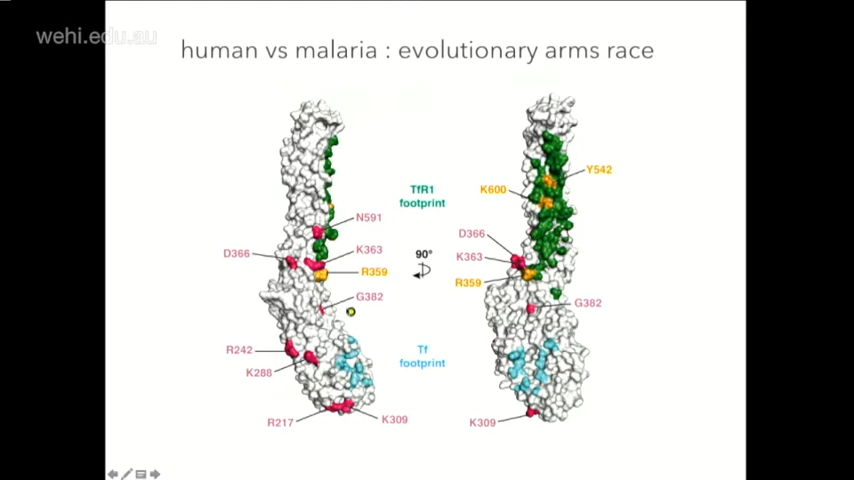 wehi.edu.au
human vs malaria : evolutionary arms race
Y542
K600
TfR1
footprint
N591
D366
D366
K363
K363
90°
R359
R359
G382
G382
R242
Tf
footprint
K288
R217
K309
K309